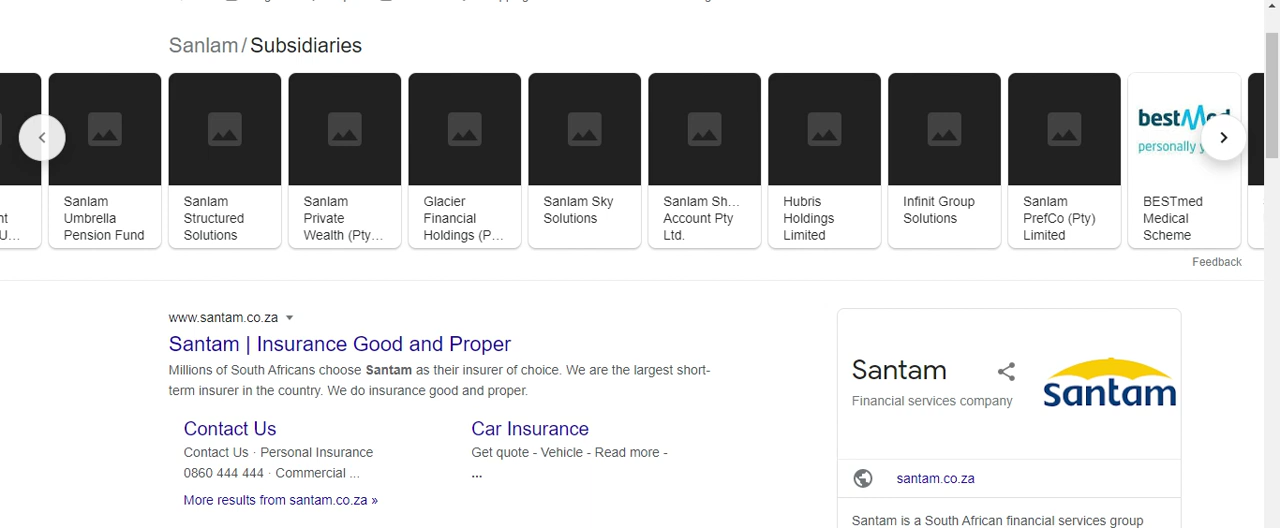 Sanlam/Subsidiaries
Sanlam
Umbrella
Pension Fund
Sanlam
Structured
Solutions
Sanlam
Private
Wealth (Pty...
Glacier
Financial
Holdings (P...
Sanlam Sky
Solutions
Sanlam Sh...
Account Pty
Ltd.
Hubris
Holdings
Limited
Infinit Group
Solutions
Sanlam
PrefCo (Pty)
Limited
bestMed
personally y
BESTmed
Medical
Scheme
Feedback
www.santam.co.za
Santam | Insurance Good and Proper
Millions of South Africans choose Santam as their insurer of choice. We are the largest short-
term insurer in the country. We do insurance good and proper.
Contact Us
Contact Us · Personal Insurance
0860 444 444 · Commercial ...
Car Insurance
Get quote - Vehicle - Read more -
...
More results from santam.co.za »
Santam
Financial services company
santam
santam.co.za
Santam is a South African financial services group